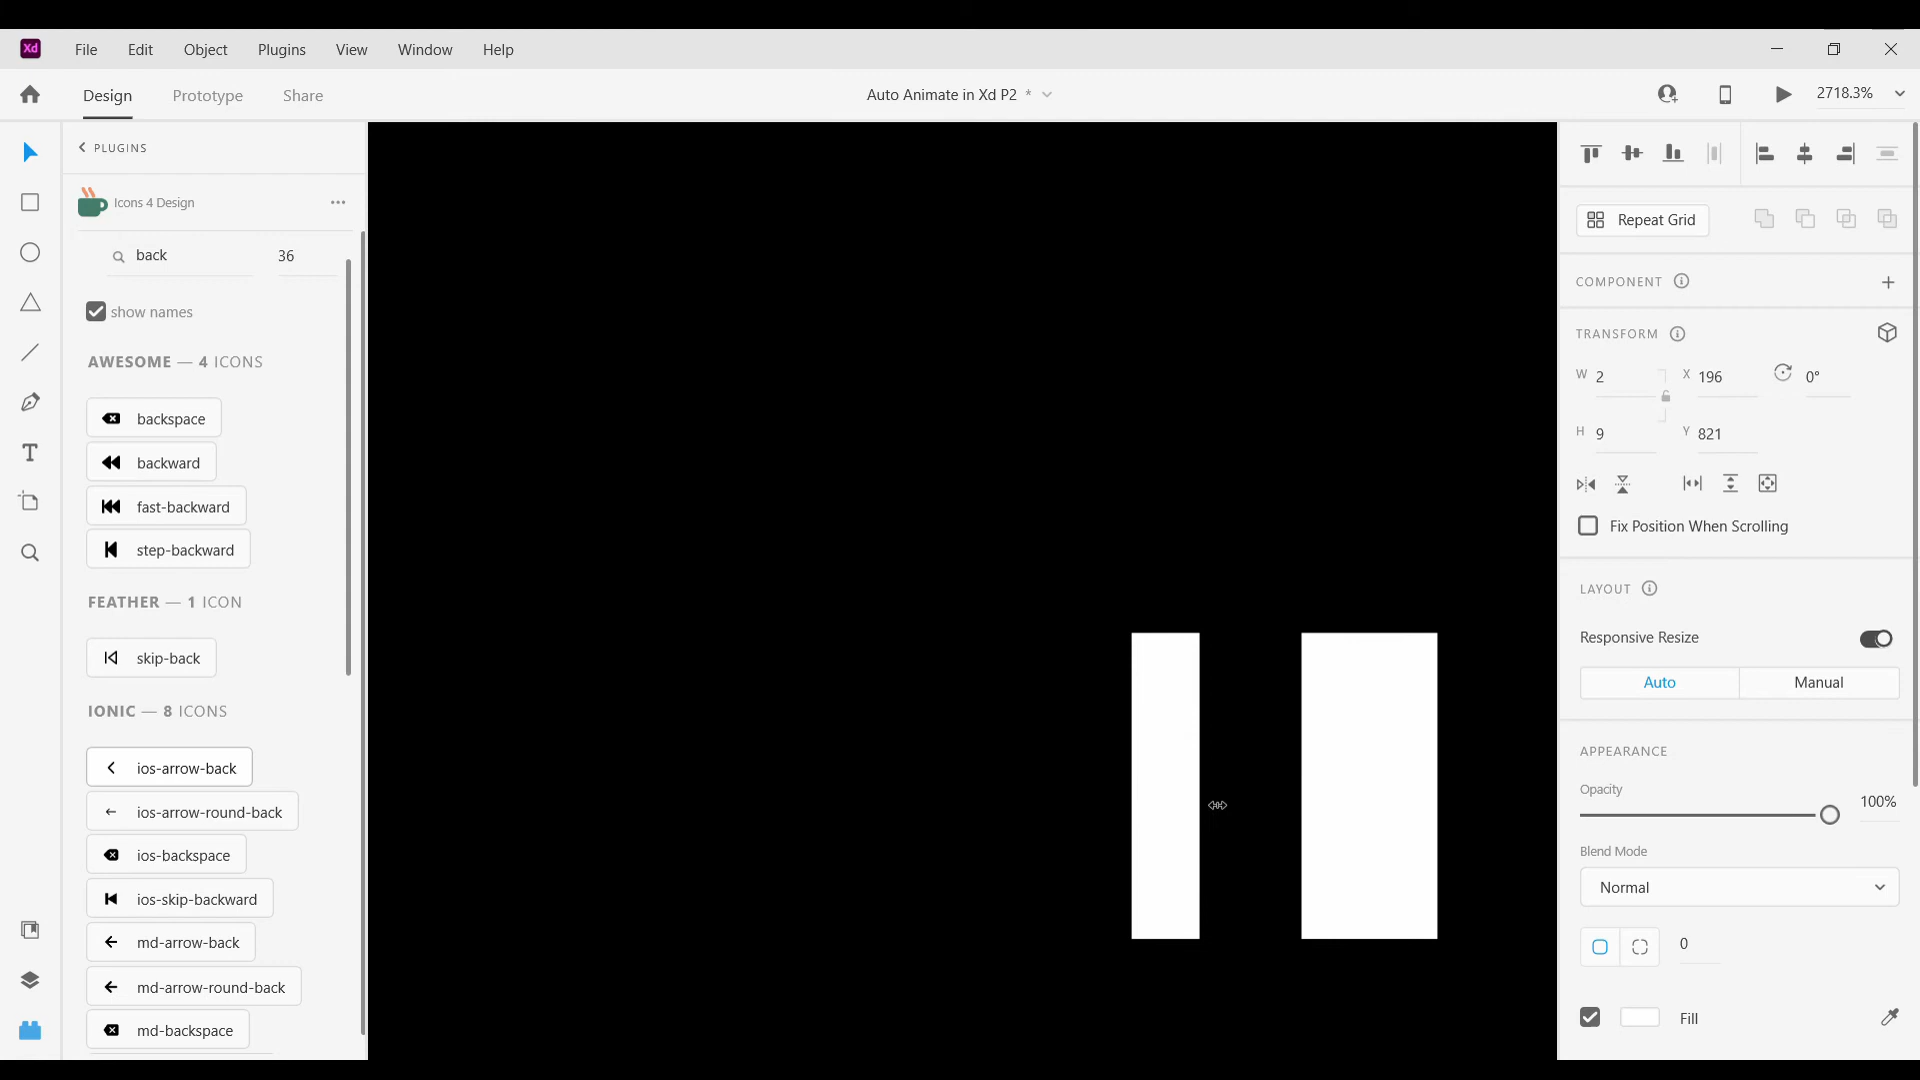 Xd File Edit Object Plugins View Window Help
Design Prototype Share Auto Animate in Xd P2 * 2718.3%
PLUGINS
Icons 4 Design ...
back 36
show names
AWESOME — 4 ICONS
backspace
backward
fast-backward
step-backward
FEATHER — 1 ICON
skip-back
IONIC — 8 ICONS
ios-arrow-back
ios-arrow-round-back
ios-backspace
ios-skip-backward
md-arrow-back
md-arrow-round-back
md-backspace
T
Repeat Grid
COMPONENT
TRANSFORM
W 2 X 196 0°
H 9 Y 821
Fix Position When Scrolling
LAYOUT
Responsive Resize
Auto Manual
APPEARANCE
Opacity
100%
Blend Mode
Normal
0
Fill